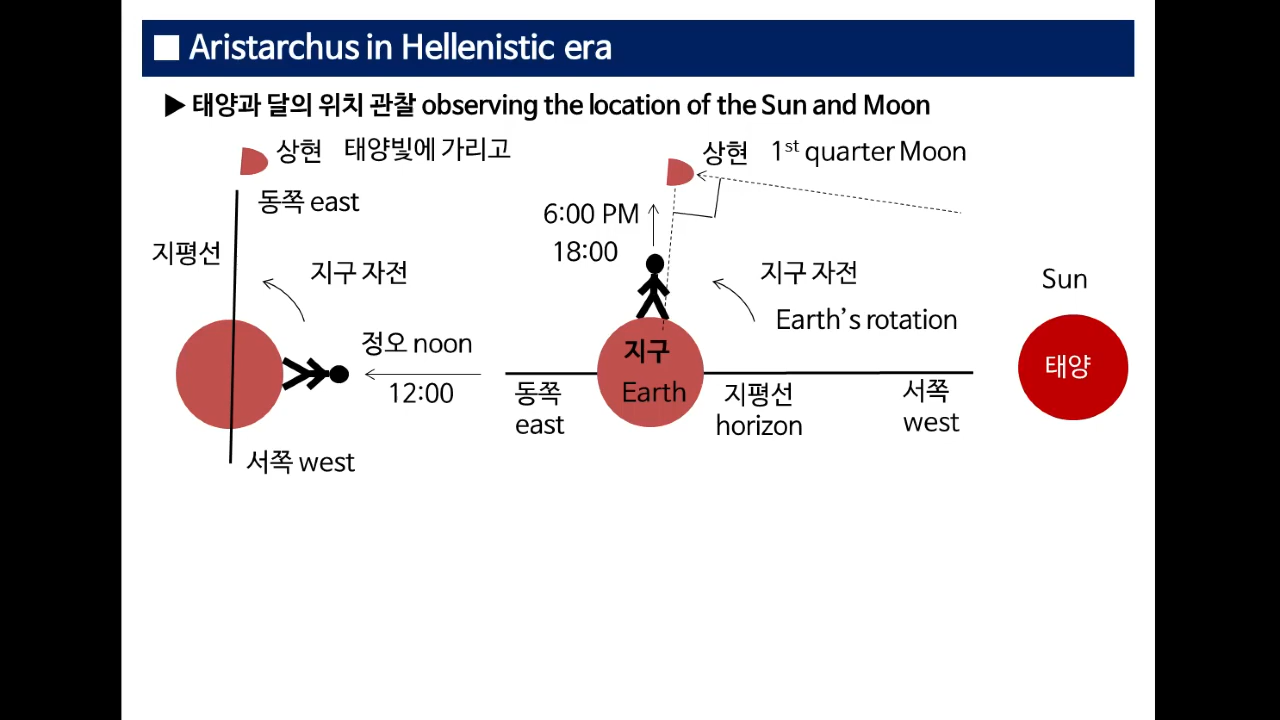 Aristarchus in Hellenistic era
▶ 태양과 달의 위치 관찰 observing the location of the Sun and Moon
상현 태양빛에 가리고
동쪽 east
지평선
지구 자전
정오 noon
12:00
서쪽 west
상현 1st quarter Moon
6:00 PM
18:00
지구 자전
Earth's rotation
지구
Earth
동쪽
east
지평선
horizon
서쪽
west
Sun
태양